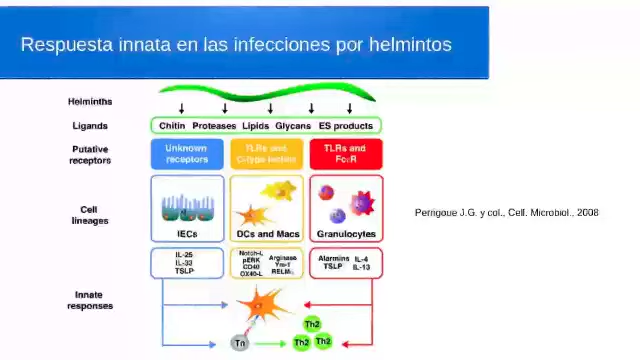 Respuesta innata en las infecciones por helmintos
Helminths
Ligands
Chitin Proteases Lipids Glycans ES products
Putative
receptors
Unknown
receptors
TLRs and
C-type lectins
TLRs and
FcεR
Cell
lineages
IECs
DCs and Macs
Granulocytes
Perrigoue J.G. y col., Cell. Microbiol., 2008
Innate
responses
IL-25
IL-33
TSLP
Notch-L
pERK
CD40
OX40-L
Arginase
Ym-1
RELMα
Alarmins IL-4
TSLP IL-13
Th2
Tn
Th2 Th2